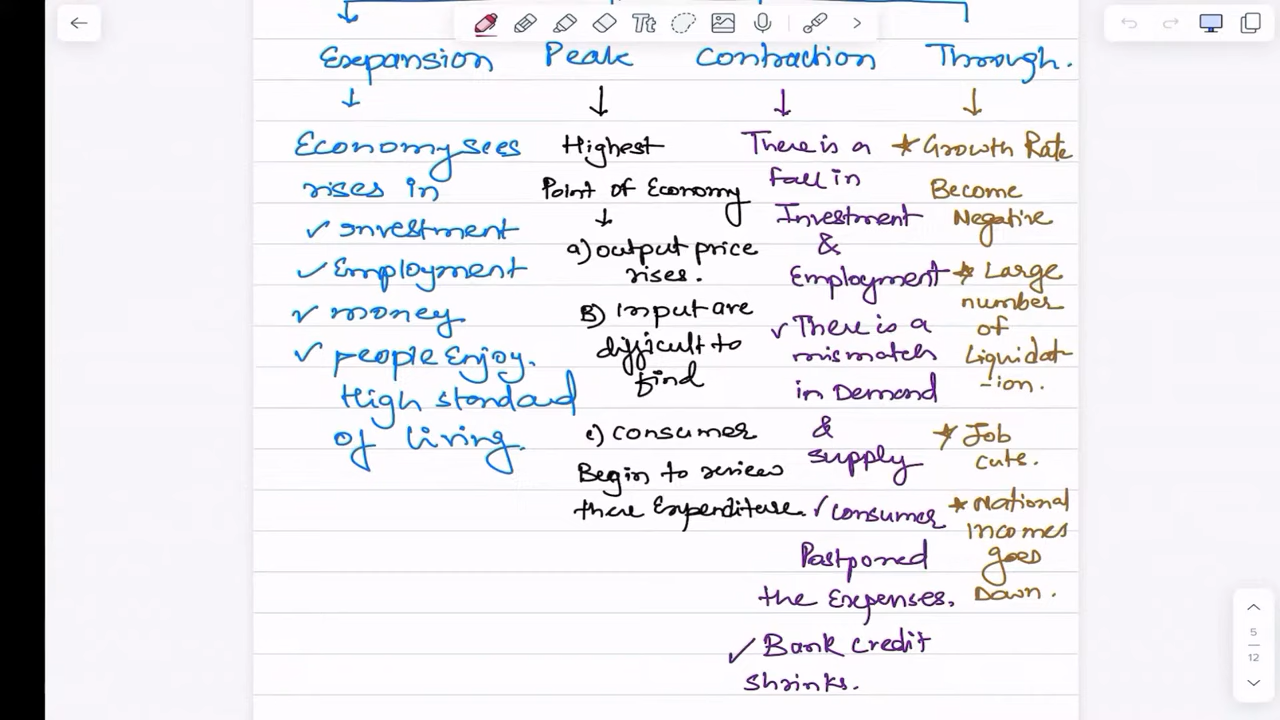 Tt
Expansion
Economy sees
rises in
✓ Investment
✓ Employment
✓ money
✓ people Enjoy.
High standard
of living.
Peak
Highest
Point of Economy
a) output price
rises.
B) Input are
difficult to
find
c) consumer
Begin to review
there Expenditure.
Contraction
There is a
fall in
Investment
&
Employment
✓ There is a
mismatch
in Demand
&
supply
✓ consumer
Postponed
the Expenses.
✓ Bank credit
shrinks.
Through.
★ Growth Rate
Become
Negative
★ Large
number
of
Liquidat-
-ion.
★ Job
cuts.
★ National
Incomes
goes
Down.
5
12